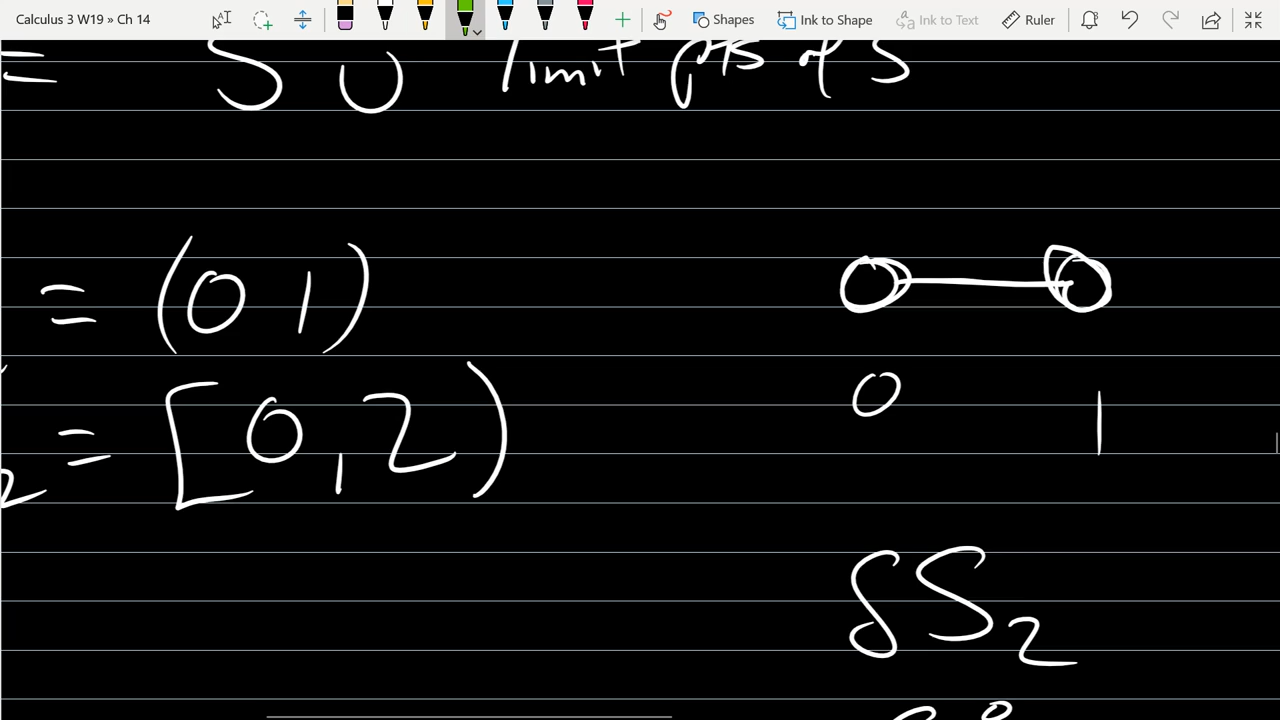 Calculus 3 W19 » Ch 14
Shapes
Ink to Shape
Ink to Text
Ruler
= S ∪ limit pts of S
= (0 1)
2 = [0,2)
0 1
δS2